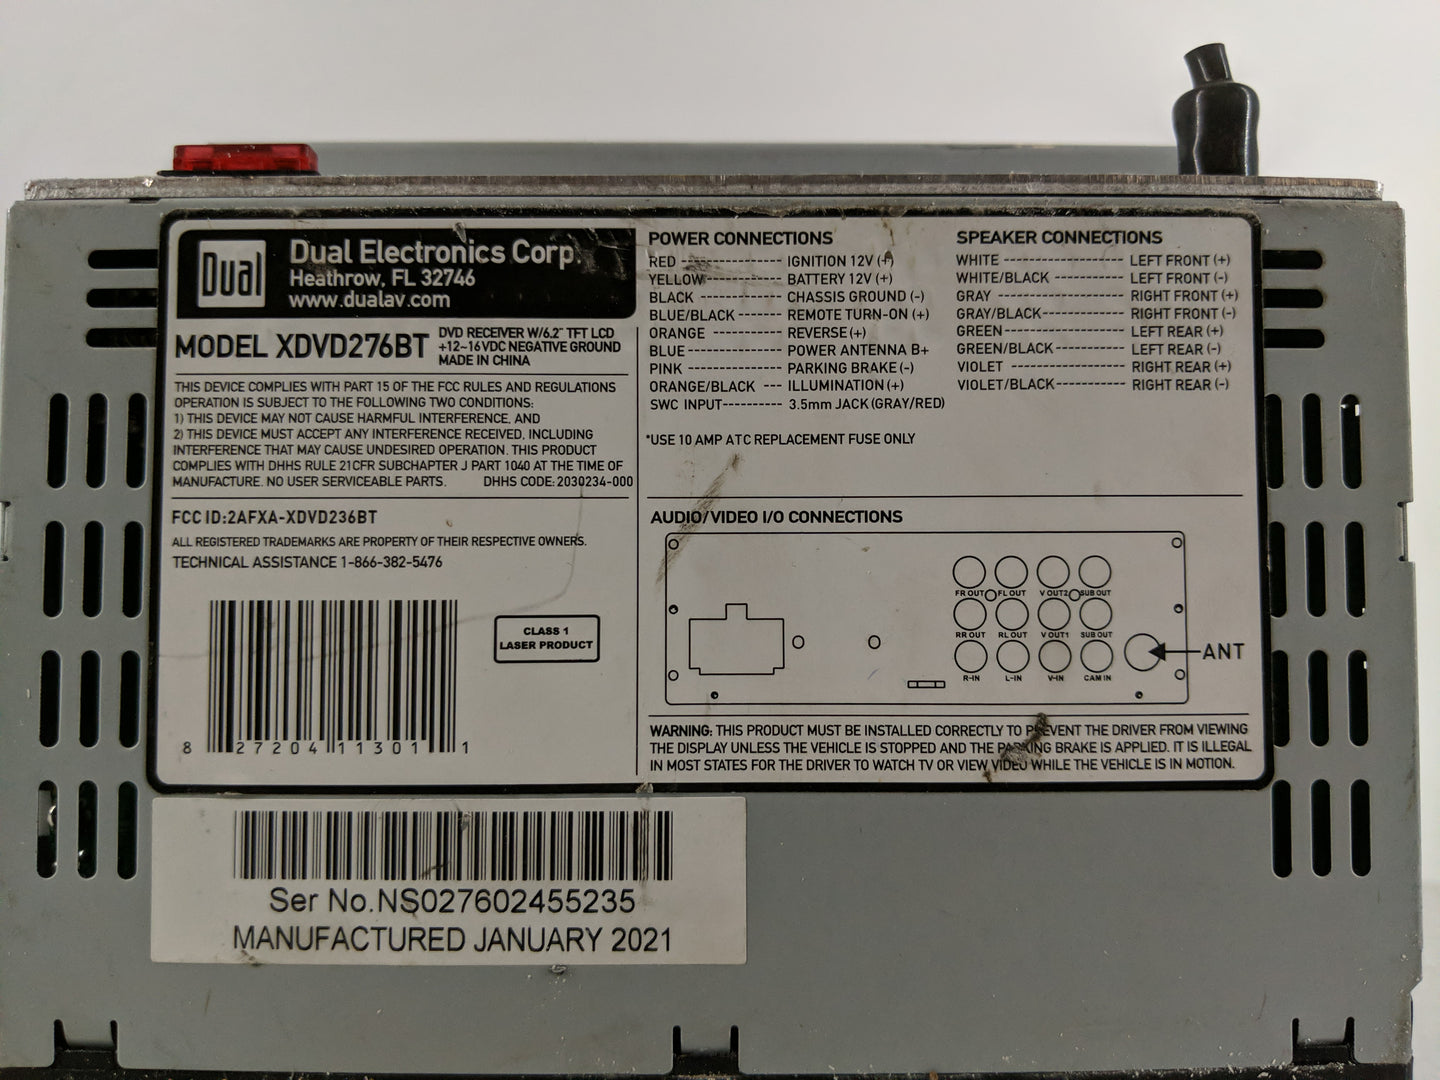 Dual
Dual Electronics Corp.
Heathrow, FL 32746
www.dualav.com
MODEL XDVD276BT
DVD RECEIVER W/6.2" TFT LCD
+12~16VDC NEGATIVE GROUND
MADE IN CHINA
THIS DEVICE COMPLIES WITH PART 15 OF THE FCC RULES AND REGULATIONS
OPERATION IS SUBJECT TO THE FOLLOWING TWO CONDITIONS:
1) THIS DEVICE MAY NOT CAUSE HARMFUL INTERFERENCE, AND
2) THIS DEVICE MUST ACCEPT ANY INTERFERENCE RECEIVED, INCLUDING
INTERFERENCE THAT MAY CAUSE UNDESIRED OPERATION. THIS PRODUCT
COMPLIES WITH DHHS RULE 21CFR SUBCHAPTER J PART 1040 AT THE TIME OF
MANUFACTURE. NO USER SERVICEABLE PARTS. DHHS CODE: 2030234-000
FCC ID:2AFXA-XDVD236BT
ALL REGISTERED TRADEMARKS ARE PROPERTY OF THEIR RESPECTIVE OWNERS.
TECHNICAL ASSISTANCE 1-866-382-5476
CLASS 1
LASER PRODUCT
8 27204 11301 1
POWER CONNECTIONS
RED ---------------- IGNITION 12V (+)
YELLOW ------------- BATTERY 12V (+)
BLACK -------------- CHASSIS GROUND (-)
BLUE/BLACK --------- REMOTE TURN-ON (+)
ORANGE ------------- REVERSE (+)
BLUE --------------- POWER ANTENNA B+
PINK --------------- PARKING BRAKE (-)
ORANGE/BLACK --- ILLUMINATION (+)
SWC INPUT---------- 3.5mm JACK (GRAY/RED)
*USE 10 AMP ATC REPLACEMENT FUSE ONLY
SPEAKER CONNECTIONS
WHITE ------------------- LEFT FRONT (+)
WHITE/BLACK ------------- LEFT FRONT (-)
GRAY -------------------- RIGHT FRONT (+)
GRAY/BLACK-------------- RIGHT FRONT (-)
GREEN ------------------- LEFT REAR (+)
GREEN/BLACK------------- LEFT REAR (-)
VIOLET ------------------ RIGHT REAR (+)
VIOLET/BLACK------------ RIGHT REAR (-)
AUDIO/VIDEO I/O CONNECTIONS
FR OUT FL OUT V OUT2 SUB OUT
RR OUT RL OUT V OUT1 SUB OUT
R-IN L-IN V-IN CAM IN
ANT
WARNING: THIS PRODUCT MUST BE INSTALLED CORRECTLY TO PREVENT THE DRIVER FROM VIEWING
THE DISPLAY UNLESS THE VEHICLE IS STOPPED AND THE PARKING BRAKE IS APPLIED. IT IS ILLEGAL
IN MOST STATES FOR THE DRIVER TO WATCH TV OR VIEW VIDEO WHILE THE VEHICLE IS IN MOTION.
Ser No.NS027602455235
MANUFACTURED JANUARY 2021